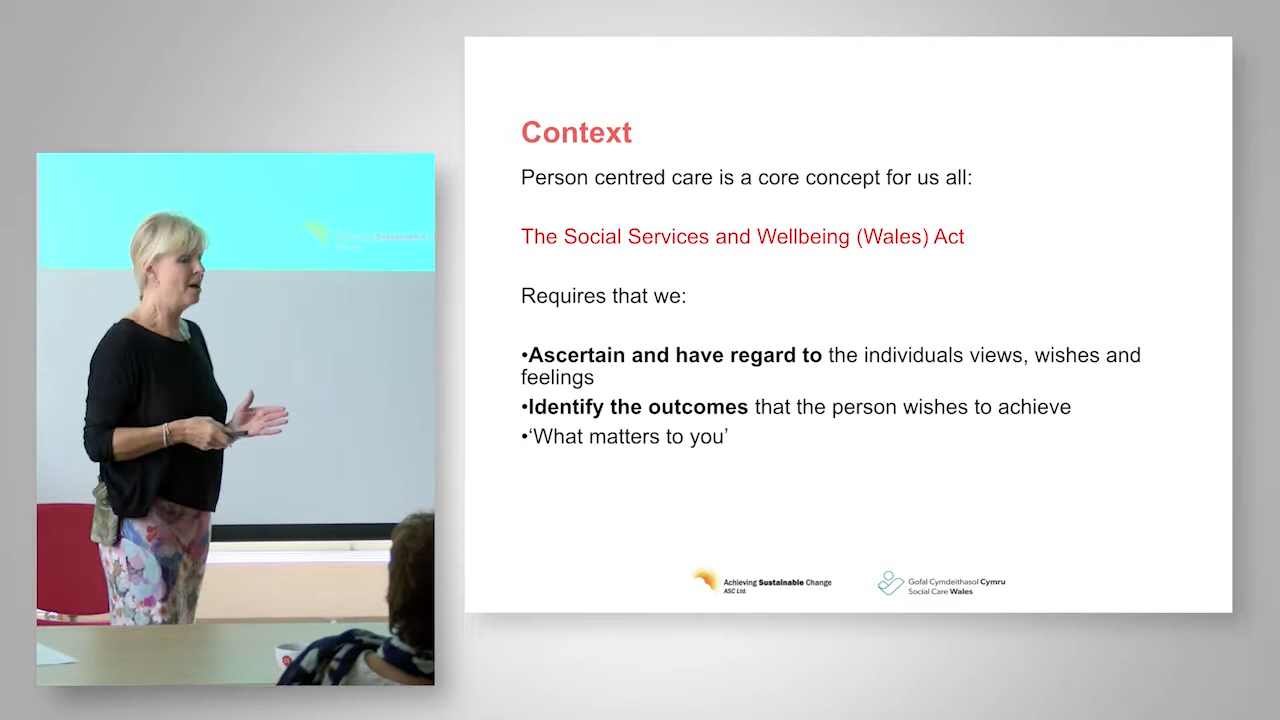 Context
Person centred care is a core concept for us all:
The Social Services and Wellbeing (Wales) Act
Requires that we:
•Ascertain and have regard to the individuals views, wishes and
feelings
•Identify the outcomes that the person wishes to achieve
•‘What matters to you’
Achieving Sustainable Change
ASC Ltd.
Gofal Cymdeithasol Cymru
Social Care Wales